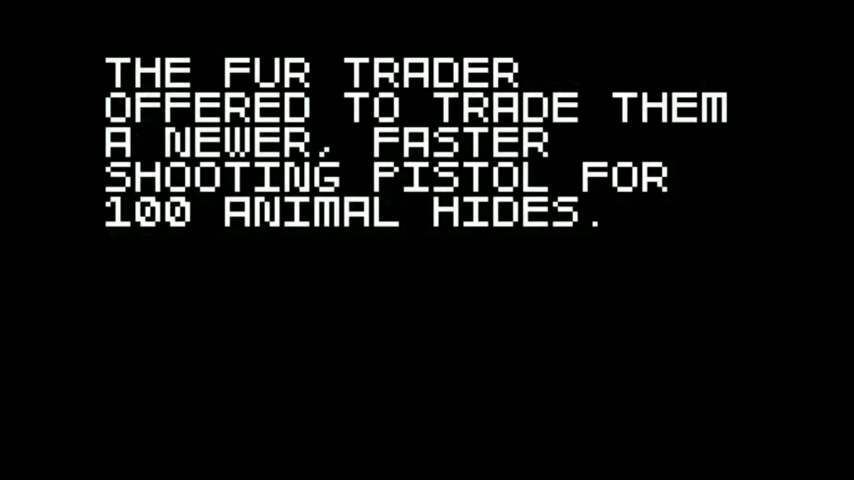 THE FUR TRADER
OFFERED TO TRADE THEM
A NEWER, FASTER
SHOOTING PISTOL FOR
100 ANIMAL HIDES.